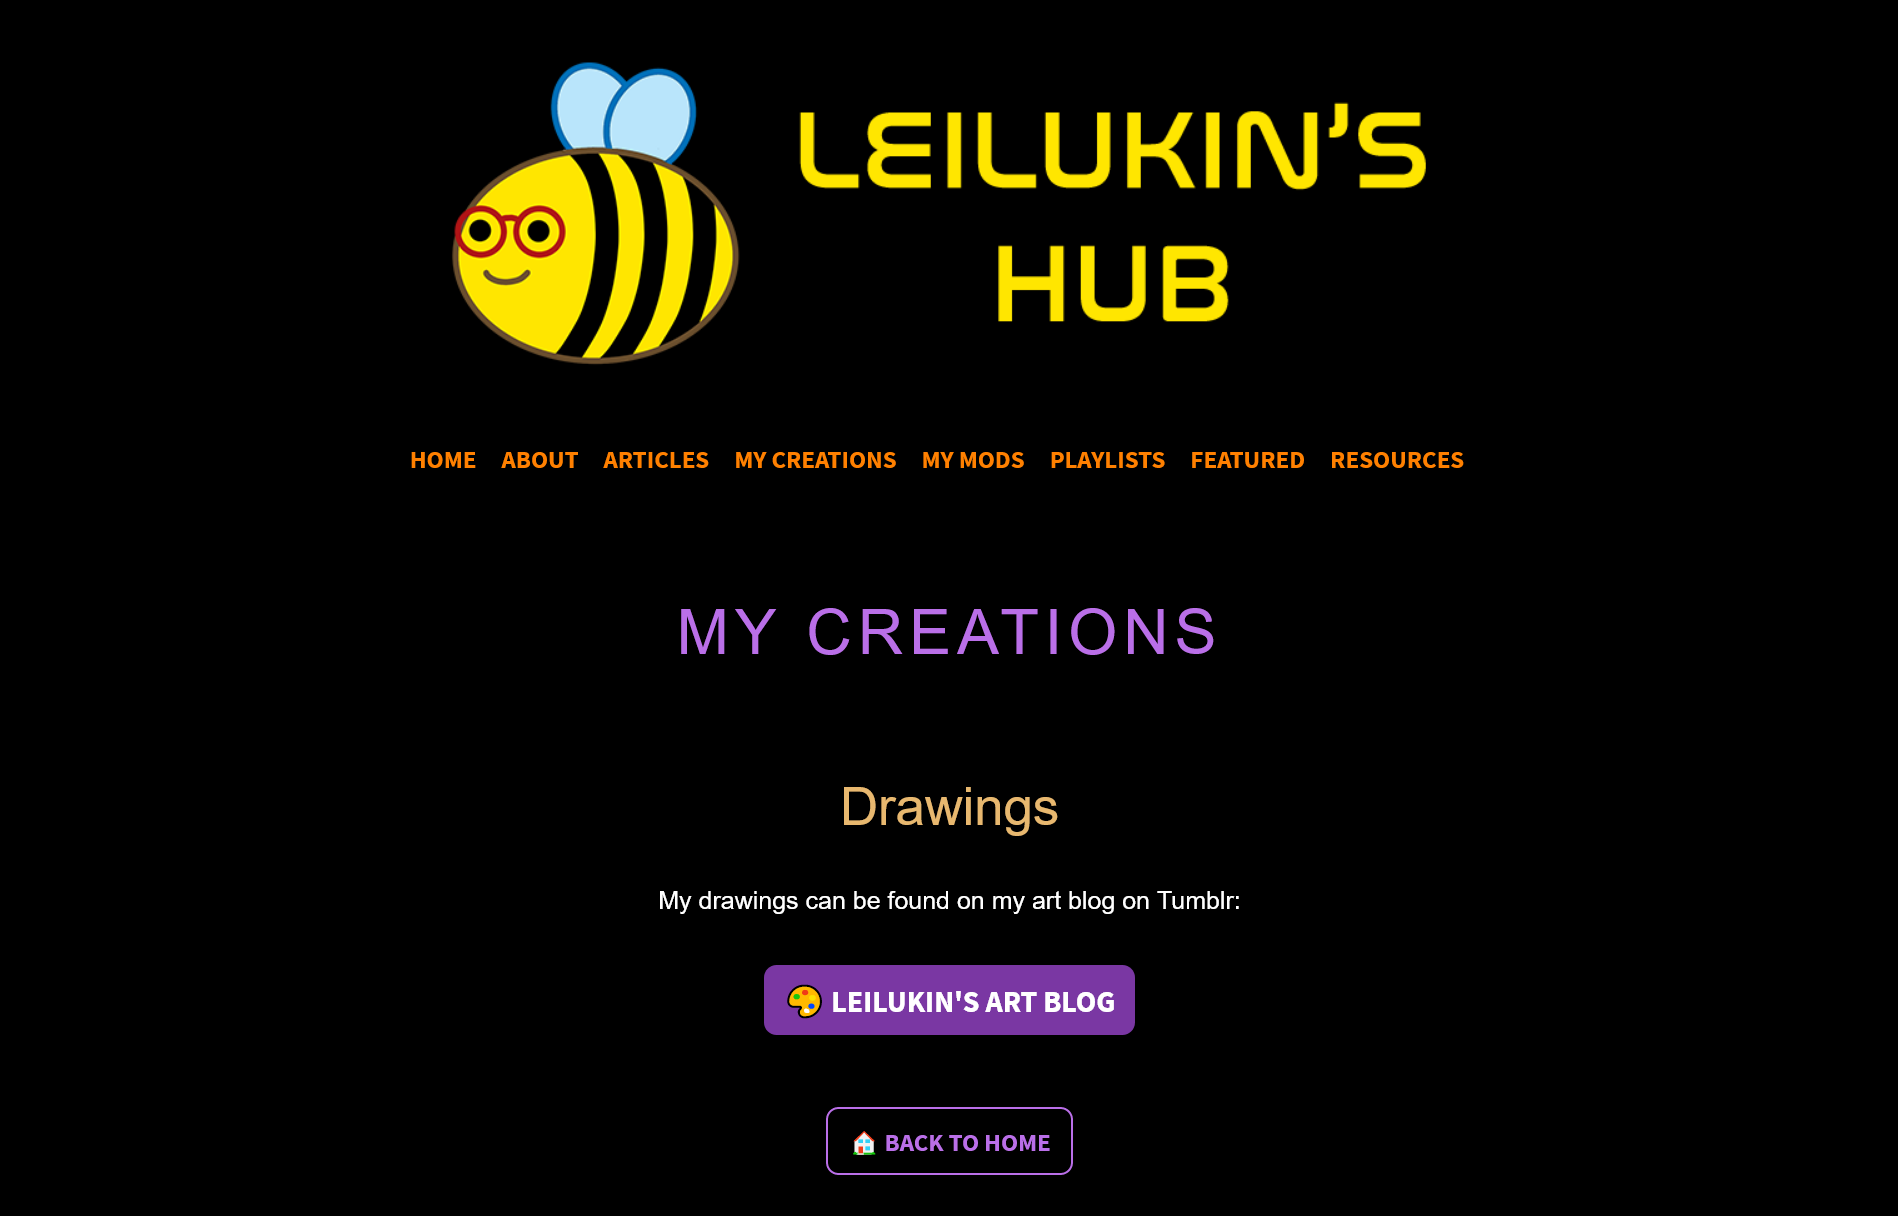 LEILUKIN'S
HUB
HOME ABOUT ARTICLES MY CREATIONS MY MODS PLAYLISTS FEATURED RESOURCES
MY CREATIONS
Drawings
My drawings can be found on my art blog on Tumblr:
LEILUKIN'S ART BLOG
BACK TO HOME